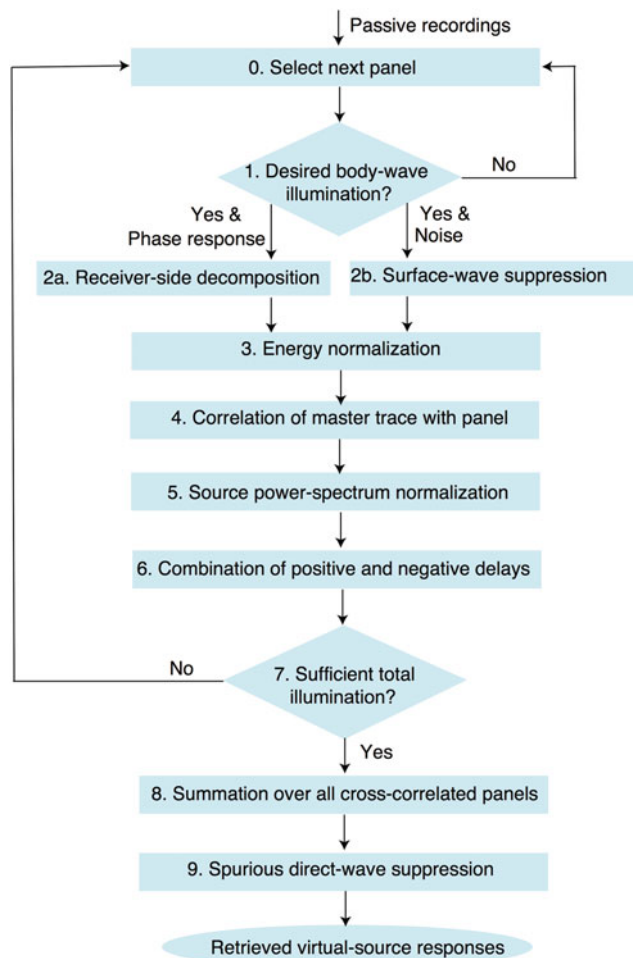 Passive recordings
0. Select next panel
1. Desired body-wave
illumination?
No
Yes &
Phase response
Yes &
Noise
2a. Receiver-side decomposition
2b. Surface-wave suppression
3. Energy normalization
4. Correlation of master trace with panel
5. Source power-spectrum normalization
6. Combination of positive and negative delays
No
7. Sufficient total
illumination?
Yes
8. Summation over all cross-correlated panels
9. Spurious direct-wave suppression
Retrieved virtual-source responses